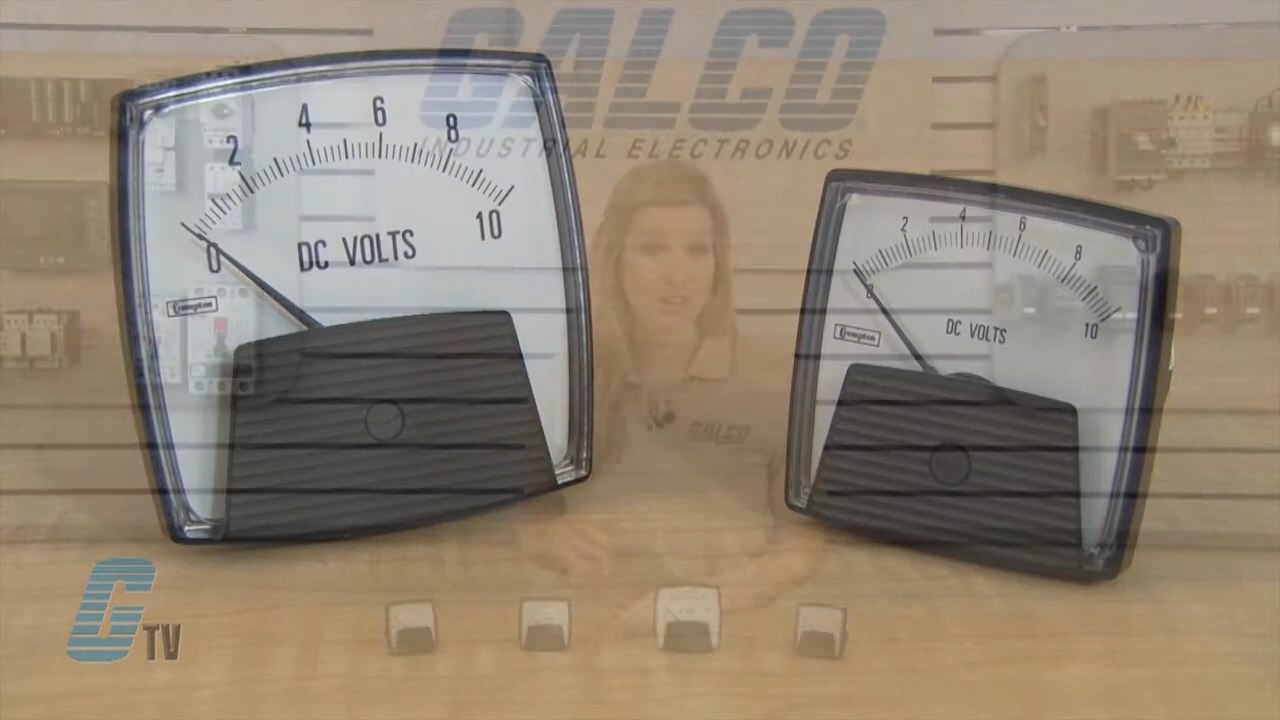 GALCO
INDUSTRIAL ELECTRONICS
0 2 4 6 8 10
DC VOLTS
Crompton
0 2 4 6 8 10
DC VOLTS
Crompton
GALCO
G TV